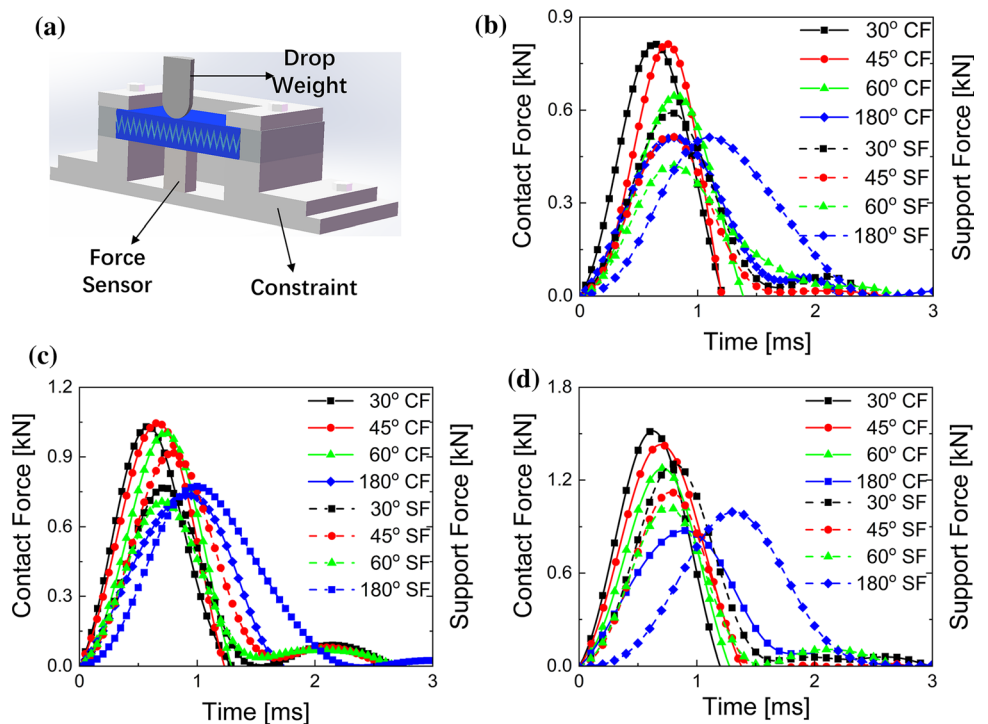 (a)
Drop
Weight
Force
Sensor
Constraint
(b)
Contact Force [kN]
0.9
0.6
0.3
0.0
0
1
2
3
Time [ms]
Support Force [kN]
30° CF
45° CF
60° CF
180° CF
30° SF
45° SF
60° SF
180° SF
(c)
Contact Force [kN]
1.2
0.9
0.6
0.3
0.0
0
1
2
3
Time [ms]
Support Force [kN]
30° CF
45° CF
60° CF
180° CF
30° SF
45° SF
60° SF
180° SF
(d)
Contact Force [kN]
1.8
1.2
0.6
0.0
0
1
2
3
Time [ms]
Support Force [kN]
30° CF
45° CF
60° CF
180° CF
30° SF
45° SF
60° SF
180° SF